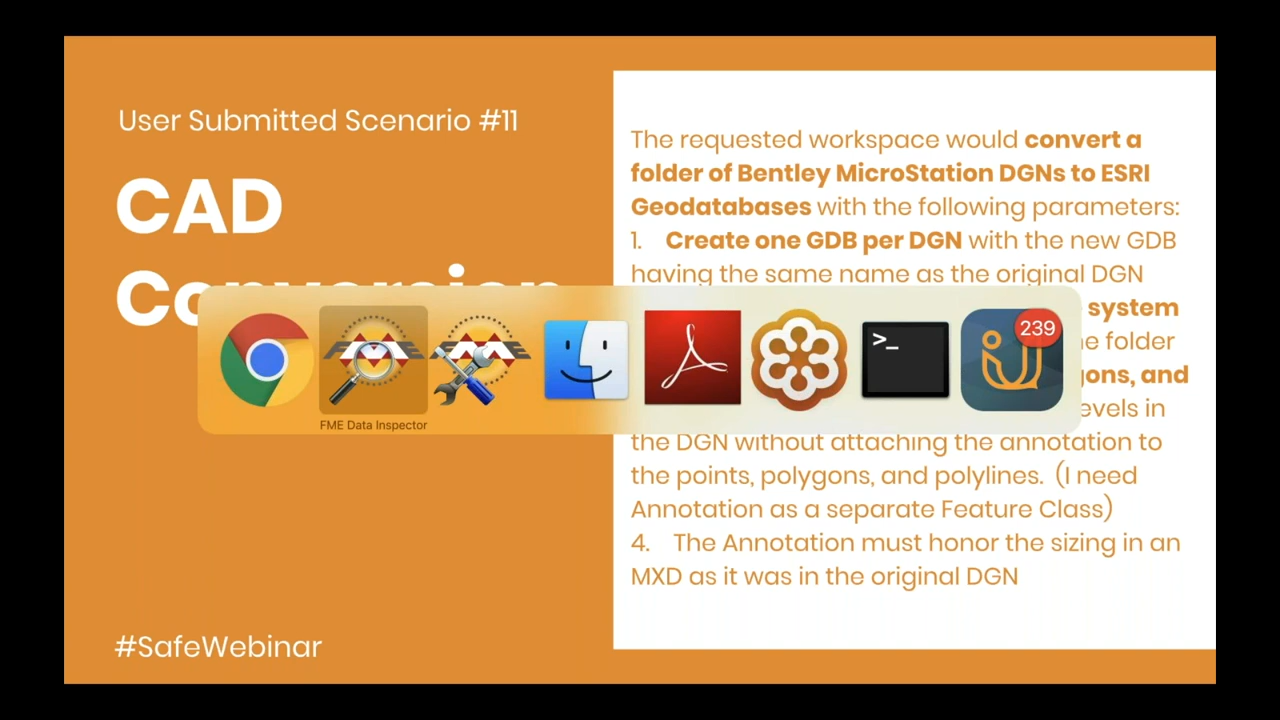 User Submitted Scenario #11
CAD
Conversion
The requested workspace would convert a
folder of Bentley MicroStation DGNs to ESRI
Geodatabases with the following parameters:
1. Create one GDB per DGN with the new GDB
having the same name as the original DGN
system
folder
and
levels in
the DGN without attaching the annotation to
the points, polygons, and polylines. (I need
Annotation as a separate Feature Class)
4. The Annotation must honor the sizing in an
MXD as it was in the original DGN
FME
FME
>_
239
FME Data Inspector
#SafeWebinar